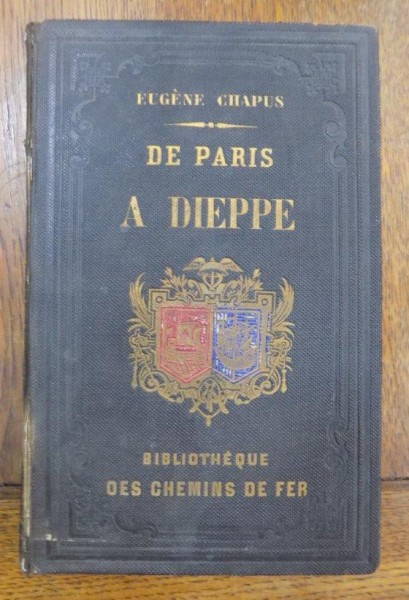 EUGÈNE CHAPUS
DE PARIS
A DIEPPE
BIBLIOTHÈQUE
DES CHEMINS DE FER